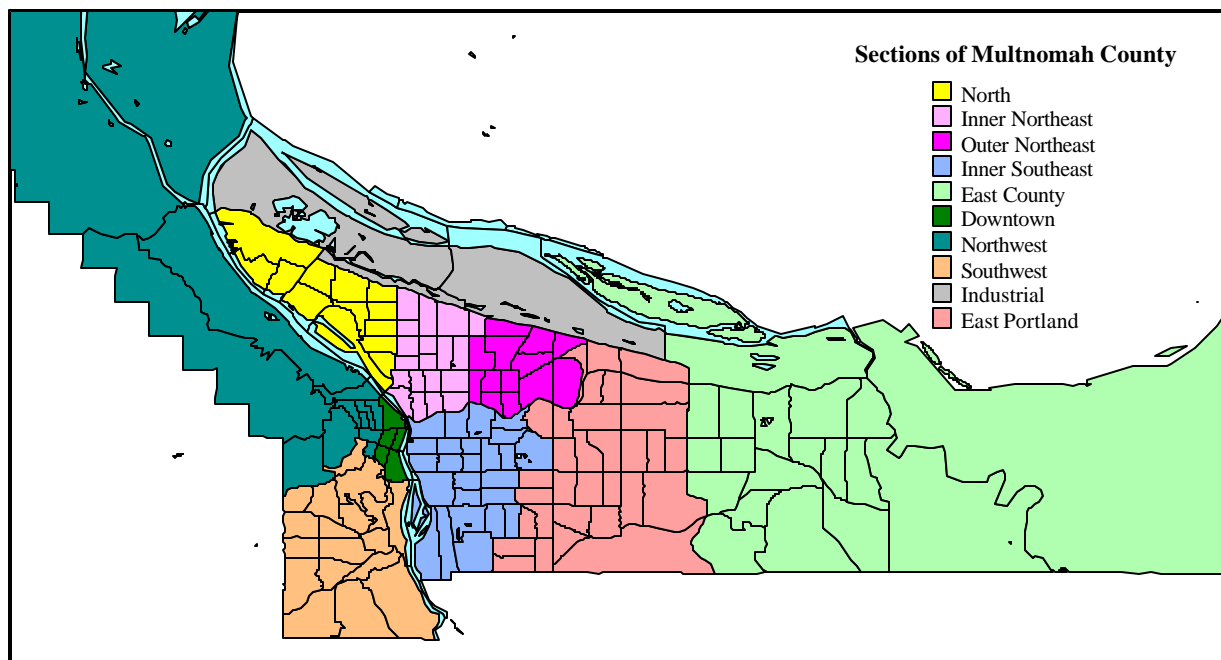 Sections of Multnomah County
North
Inner Northeast
Outer Northeast
Inner Southeast
East County
Downtown
Northwest
Southwest
Industrial
East Portland